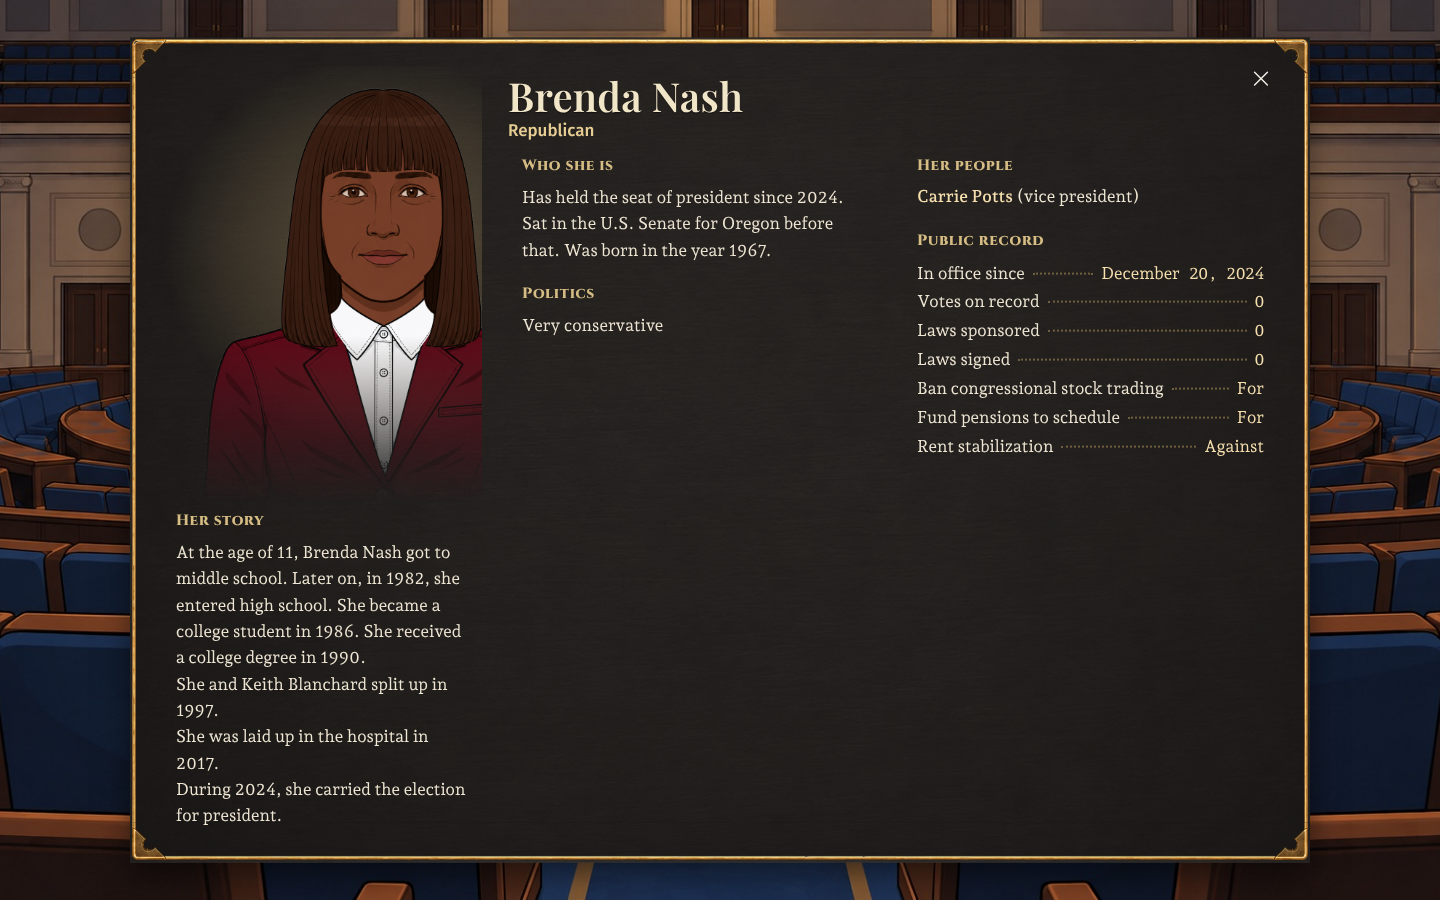 Brenda Nash
Republican
Who she is
Has held the seat of president since 2024.
Sat in the U.S. Senate for Oregon before
that. Was born in the year 1967.
Politics
Very conservative
Her people
Carrie Potts (vice president)
Public record
In office since December 20, 2024
Votes on record 0
Laws sponsored 0
Laws signed 0
Ban congressional stock trading For
Fund pensions to schedule For
Rent stabilization Against
Her story
At the age of 11, Brenda Nash got to
middle school. Later on, in 1982, she
entered high school. She became a
college student in 1986. She received
a college degree in 1990.
She and Keith Blanchard split up in
1997.
She was laid up in the hospital in
2017.
During 2024, she carried the election
for president.